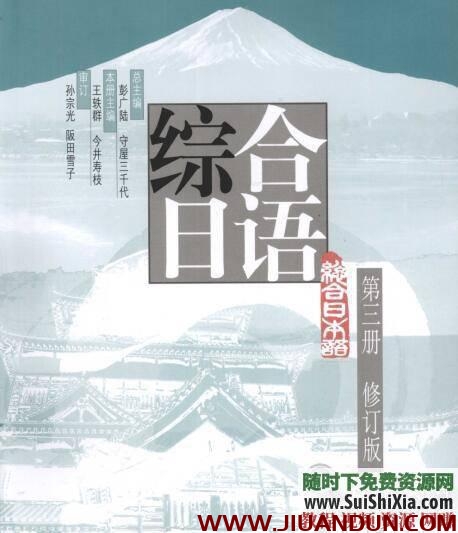 总主编
彭广陆 守屋三千代
本册主编
王轶群 今井寿枝
审订
孙宗光 阪田雪子
综合
日语
総合日本語
第三册 修订版
随时下免费资源网
www.SuiShiXia.com
WWW.JIUANDUN.COM